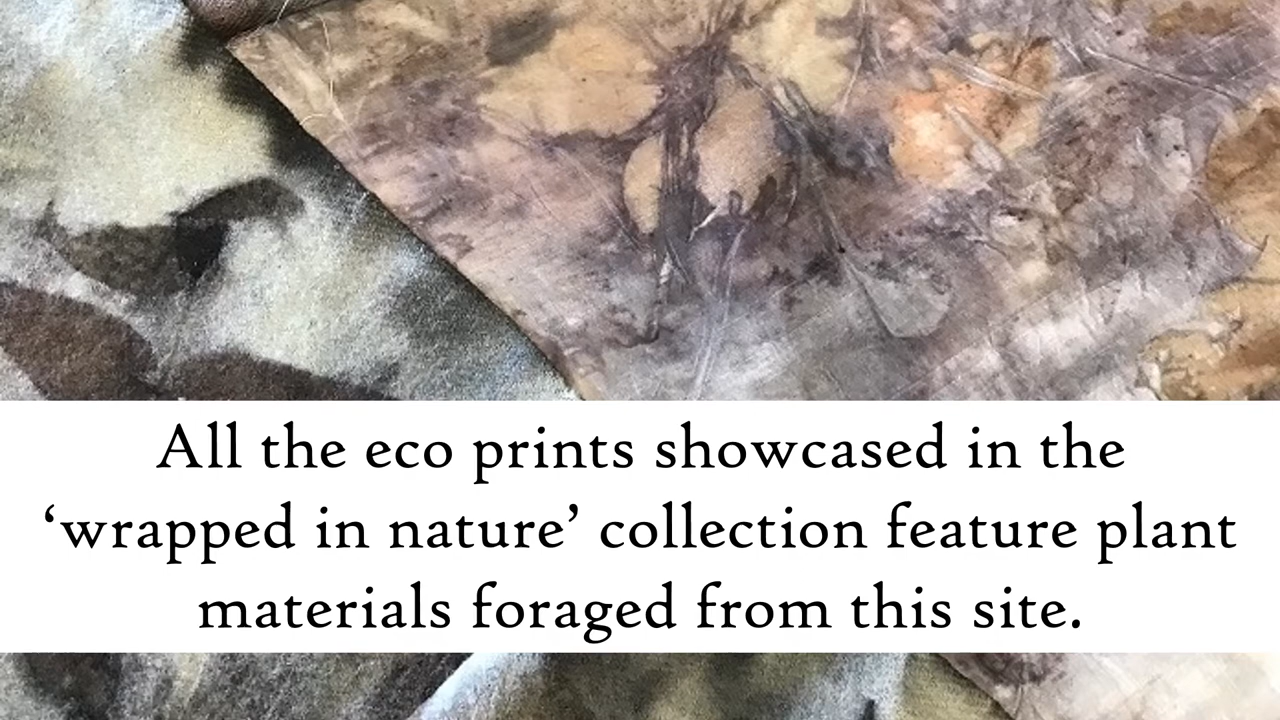 All the eco prints showcased in the
‘wrapped in nature’ collection feature plant
materials foraged from this site.